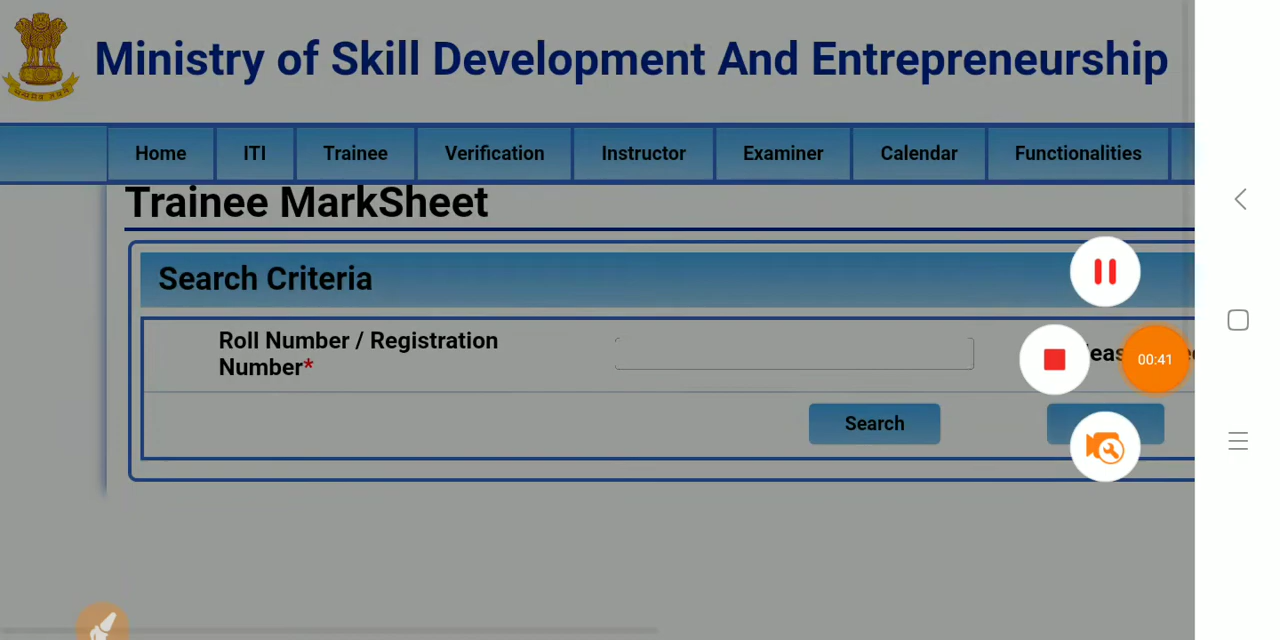 Ministry of Skill Development And Entrepreneurship
Home ITI Trainee Verification Instructor Examiner Calendar Functionalities
Trainee MarkSheet
Search Criteria
Roll Number / Registration
Number*
00:41
Search